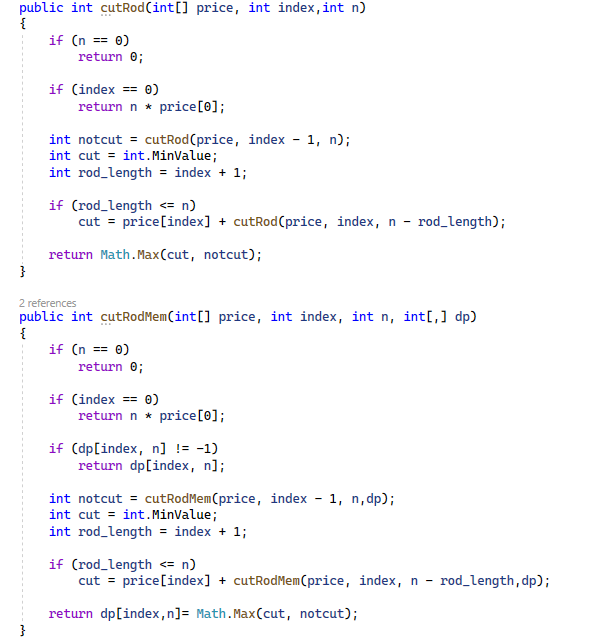 public int cutRod(int[] price, int index,int n)
{
if (n == 0)
return 0;
if (index == 0)
return n * price[0];
int notcut = cutRod(price, index - 1, n);
int cut = int.MinValue;
int rod_length = index + 1;
if (rod_length <= n)
cut = price[index] + cutRod(price, index, n - rod_length);
return Math.Max(cut, notcut);
}
2 references
public int cutRodMem(int[] price, int index, int n, int[,] dp)
{
if (n == 0)
return 0;
if (index == 0)
return n * price[0];
if (dp[index, n] != -1)
return dp[index, n];
int notcut = cutRodMem(price, index - 1, n,dp);
int cut = int.MinValue;
int rod_length = index + 1;
if (rod_length <= n)
cut = price[index] + cutRodMem(price, index, n - rod_length,dp);
return dp[index,n]= Math.Max(cut, notcut);
}